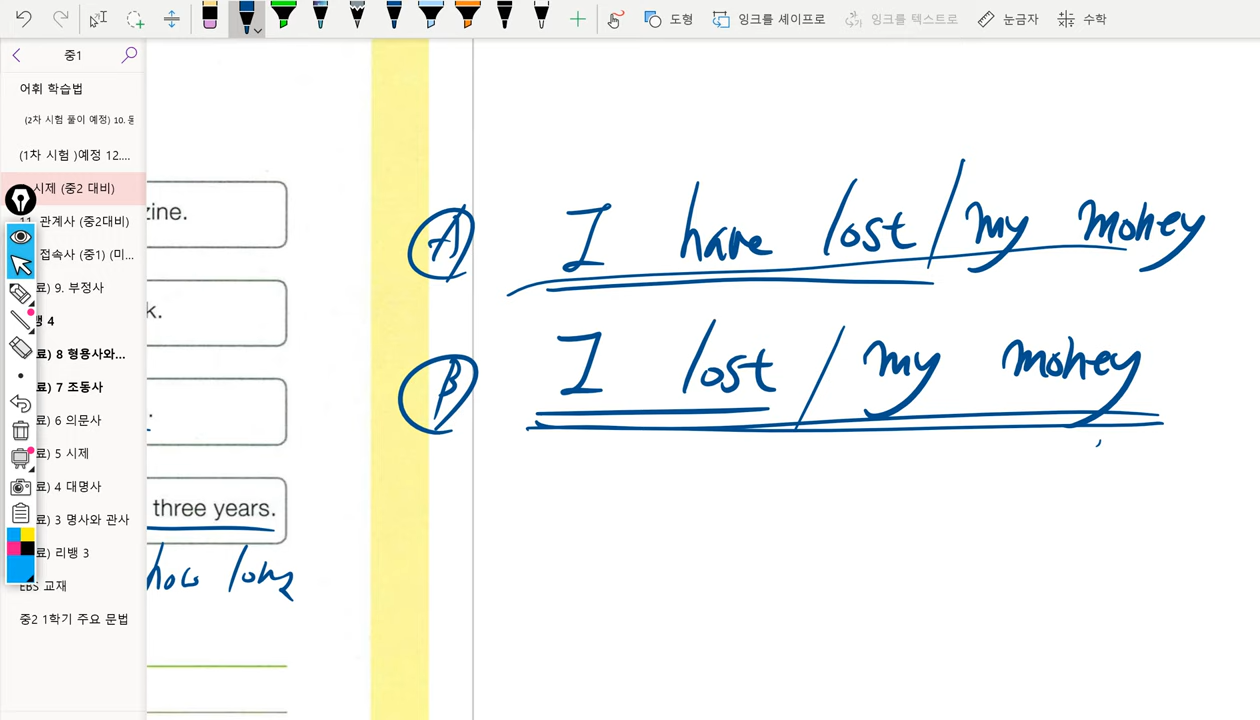 도형
잉크를 셰이프로
잉크를 텍스트로
눈금자
수학
중1
어휘 학습법
(2차 시험 풀이 예정) 10.
(1차 시험 )예정 12....
시제 (중2 대비)
11. 관계사 (중2대비)
접속사 (중1) (미...
료) 9. 부정사
뱅 4
료) 8 형용사와...
료) 7 조동사
료) 6 의문사
료) 5 시제
료) 4 대명사
료) 3 명사와 관사
료) 리뱅 3
EBS 교재
중2 1학기 주요 문법
zine.
k.
three years.
how long
A I have lost / my money
B I lost / my money